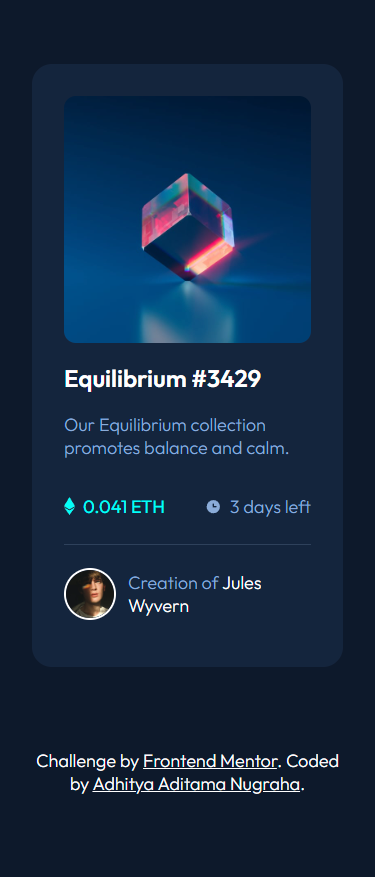 Equilibrium #3429
Our Equilibrium collection
promotes balance and calm.
0.041 ETH
3 days left
Creation of Jules
Wyvern
Challenge by Frontend Mentor. Coded
by Adhitya Aditama Nugraha.